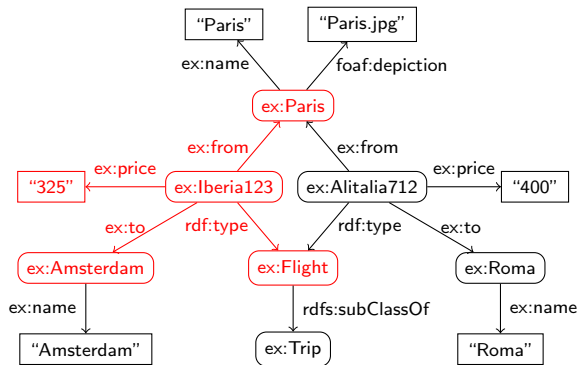 “Paris”
“Paris.jpg”
ex:name
foaf:depiction
ex:Paris
ex:from
ex:from
ex:price
ex:price
“325”
ex:Iberia123
ex:Alitalia712
“400”
ex:to
rdf:type
rdf:type
ex:to
ex:Amsterdam
ex:Flight
ex:Roma
ex:name
rdfs:subClassOf
ex:name
“Amsterdam”
ex:Trip
“Roma”